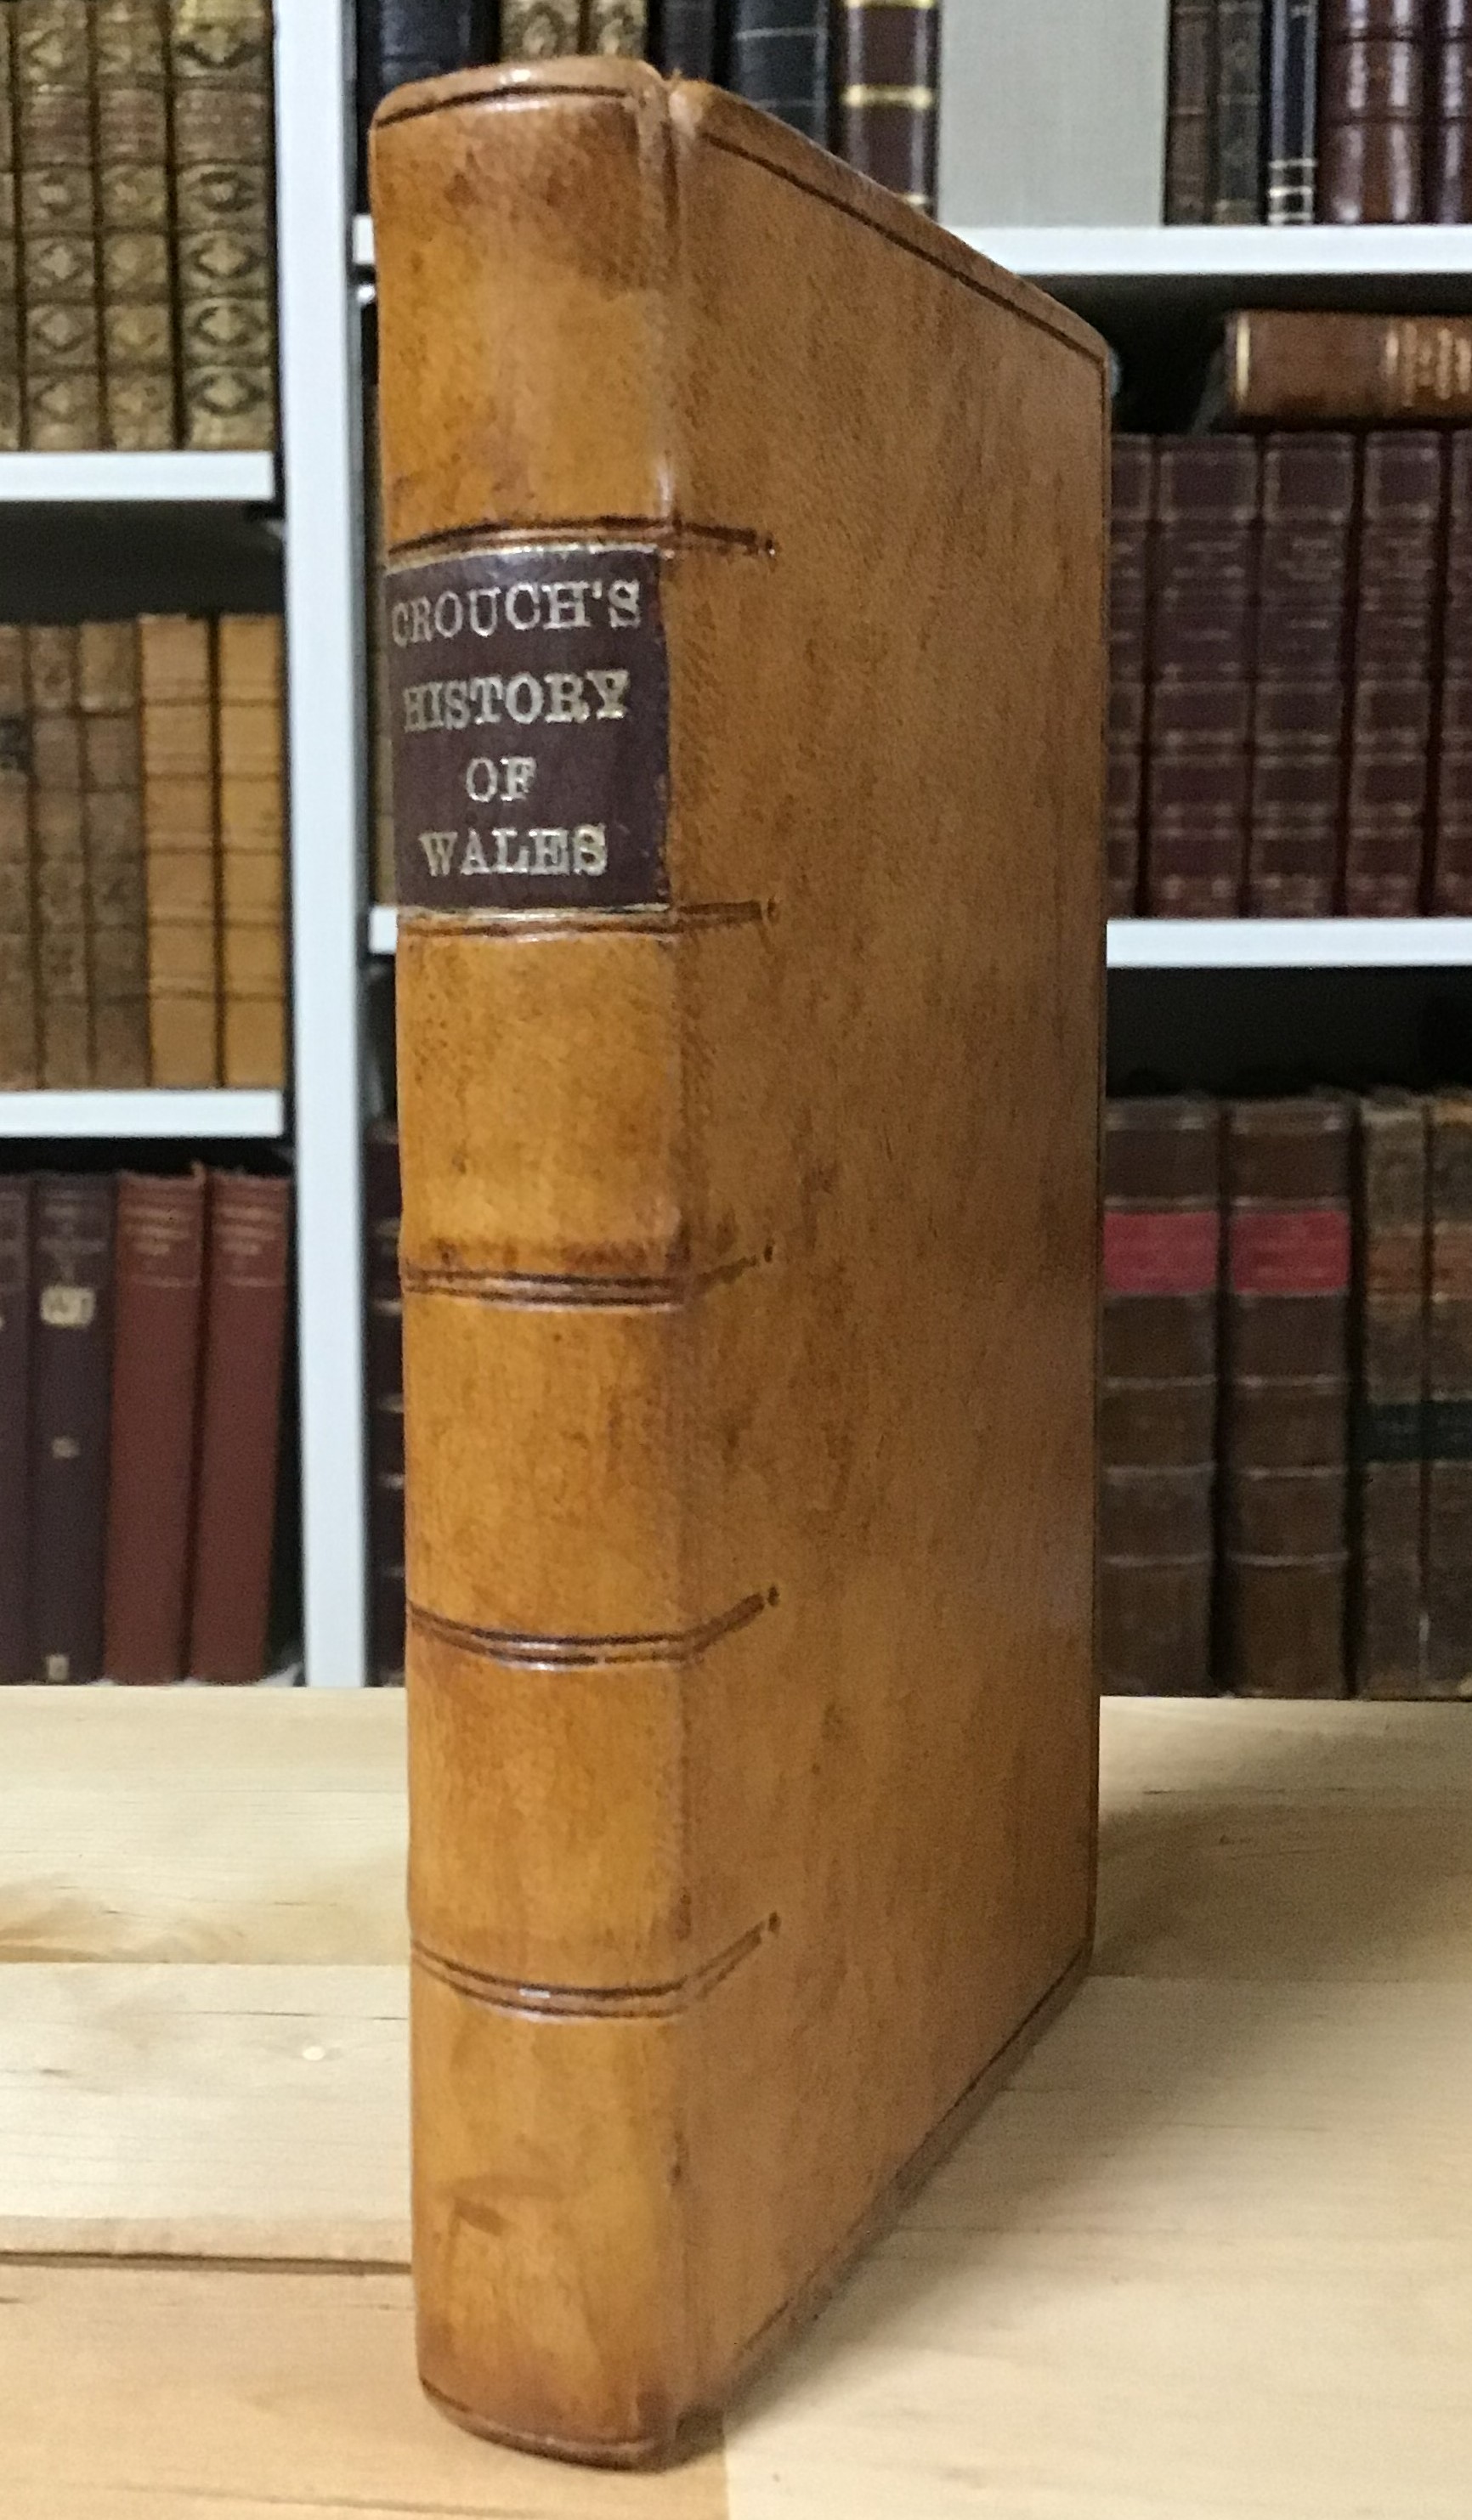 CROUCH'S
HISTORY
OF
WALES